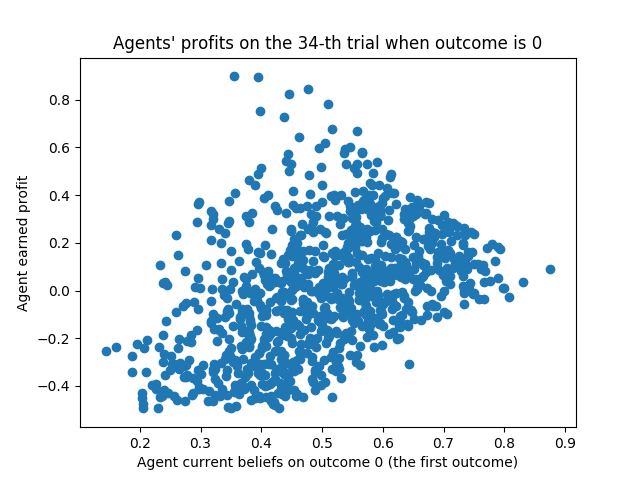 Agents' profits on the 34-th trial when outcome is 0
0.8
0.6
0.4
0.2
0.0
−0.2
−0.4
Agent earned profit
0.2 0.3 0.4 0.5 0.6 0.7 0.8 0.9
Agent current beliefs on outcome 0 (the first outcome)